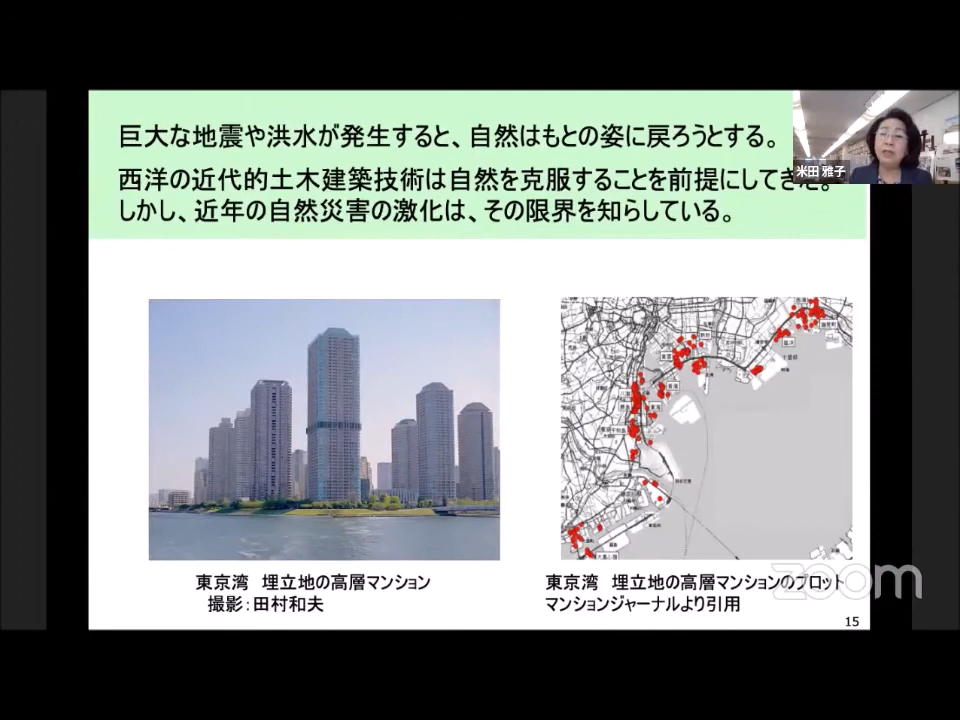 巨大な地震や洪水が発生すると、自然はもとの姿に戻ろうとする。
西洋の近代的土木建築技術は自然を克服することを前提にしてきた。
しかし、近年の自然災害の激化は、その限界を知らしている。
米田 雅子
東京湾　埋立地の高層マンション
撮影：田村和夫
東京湾　埋立地の高層マンションのプロット
マンションジャーナルより引用
zoom
15